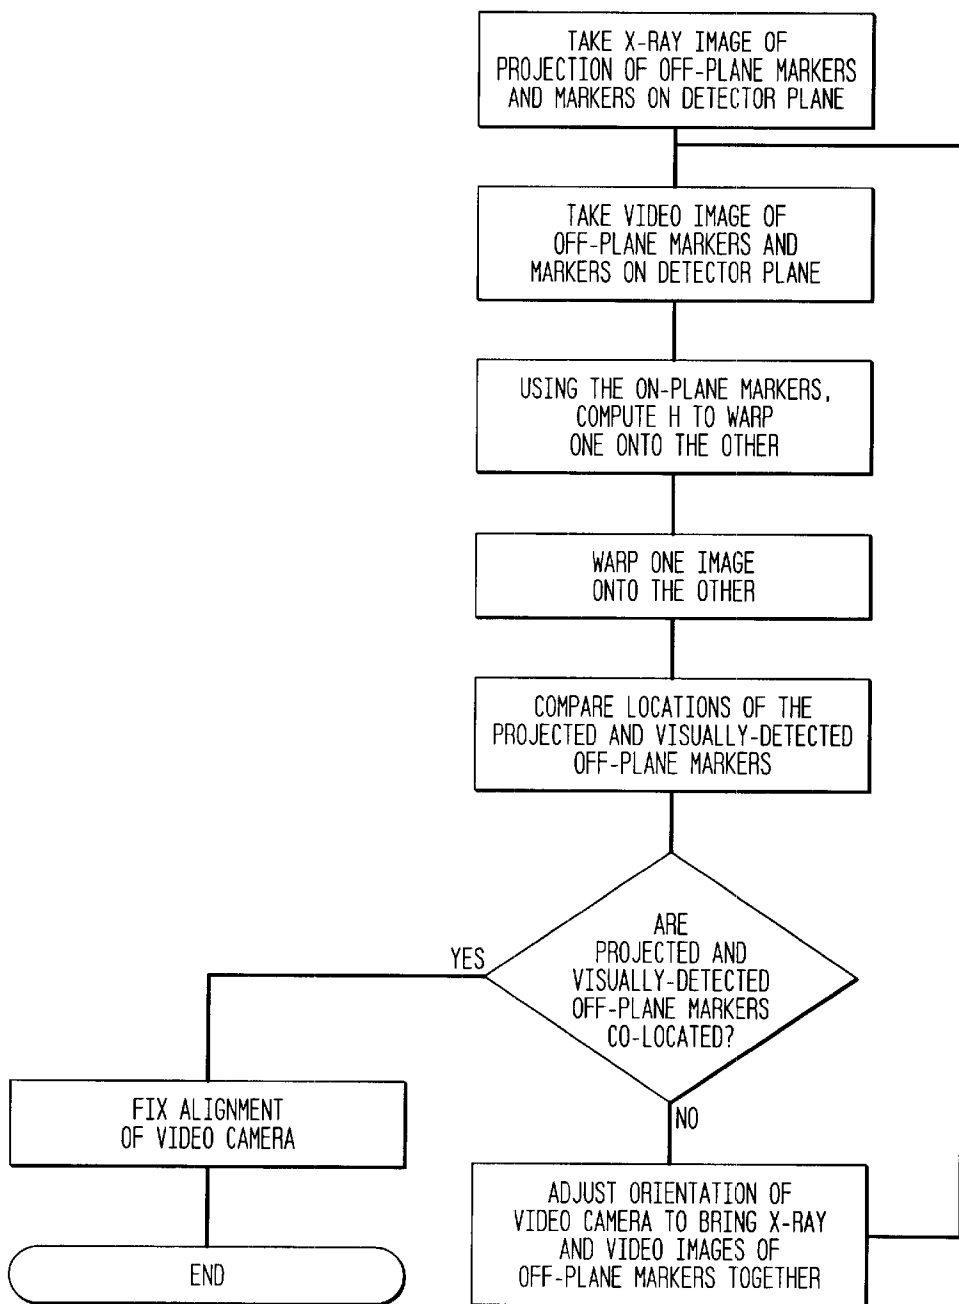 TAKE X-RAY IMAGE OF
PROJECTION OF OFF-PLANE MARKERS
AND MARKERS ON DETECTOR PLANE
TAKE VIDEO IMAGE OF
OFF-PLANE MARKERS AND
MARKERS ON DETECTOR PLANE
USING THE ON-PLANE MARKERS,
COMPUTE H TO WARP
ONE ONTO THE OTHER
WARP ONE IMAGE
ONTO THE OTHER
COMPARE LOCATIONS OF THE
PROJECTED AND VISUALLY-DETECTED
OFF-PLANE MARKERS
ARE
PROJECTED AND
VISUALLY-DETECTED
OFF-PLANE MARKERS
CO-LOCATED?
YES
FIX ALIGNMENT
OF VIDEO CAMERA
END
NO
ADJUST ORIENTATION OF
VIDEO CAMERA TO BRING X-RAY
AND VIDEO IMAGES OF
OFF-PLANE MARKERS TOGETHER